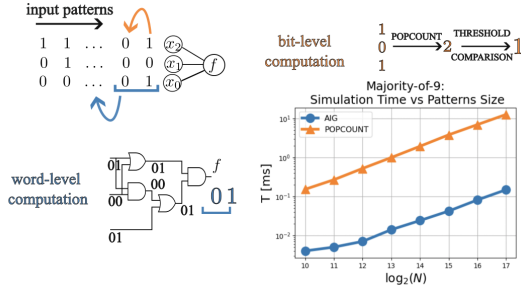 input patterns
1 1 ... 0 1 x2
0 1 ... 0 0 x1 f
0 0 ... 0 1 x0
bit-level
computation
1
0
1
POPCOUNT
2
THRESHOLD
COMPARISON
1
word-level
computation
01
00
01
01
00
01
01
f
01
Majority-of-9:
Simulation Time vs Patterns Size
AIG
POPCOUNT
T [ms]
10^1
10^0
10^-1
10^-2
10 11 12 13 14 15 16 17
log2(N)